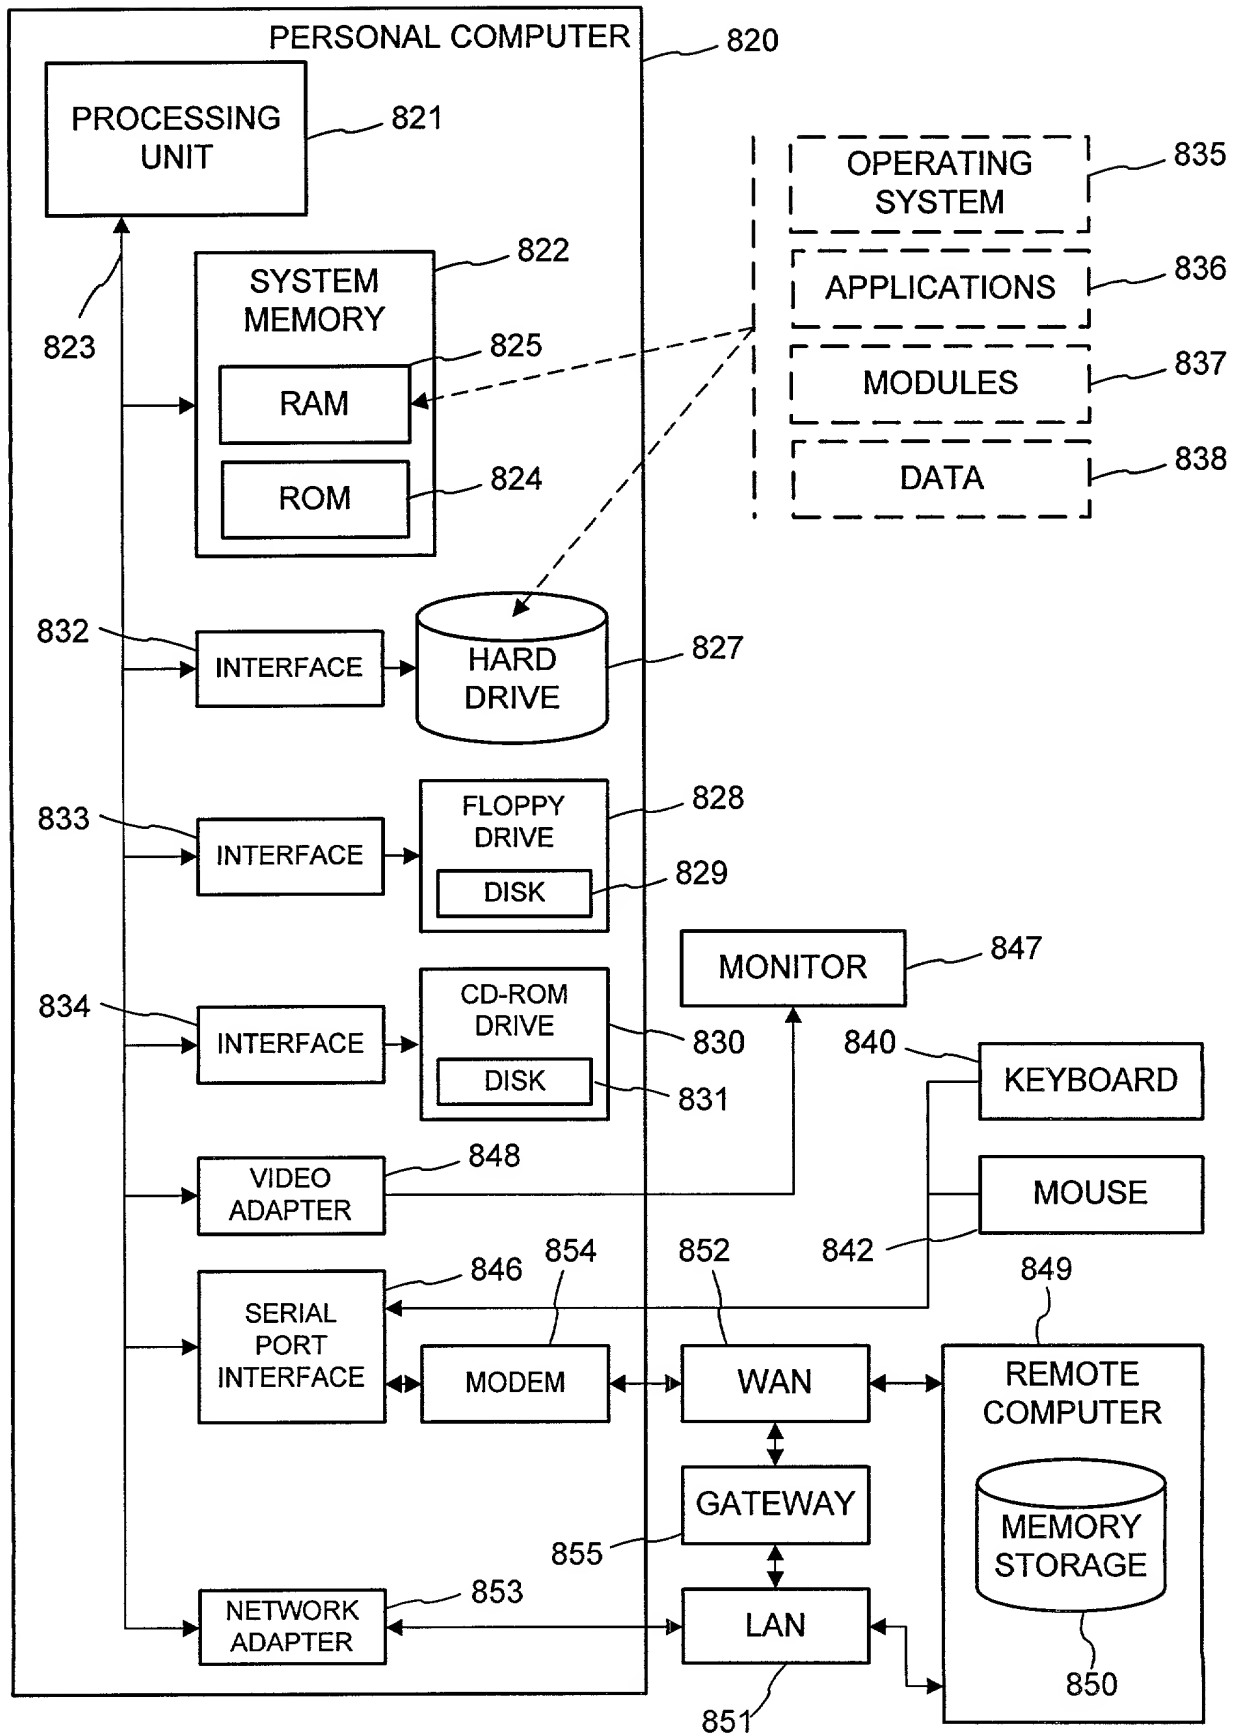 PERSONAL COMPUTER
820
PROCESSING
UNIT
821
823
SYSTEM
MEMORY
822
RAM
825
ROM
824
OPERATING
SYSTEM
835
APPLICATIONS
836
MODULES
837
DATA
838
832
INTERFACE
HARD
DRIVE
827
833
INTERFACE
FLOPPY
DRIVE
828
DISK
829
834
INTERFACE
CD-ROM
DRIVE
830
DISK
831
MONITOR
847
840
KEYBOARD
MOUSE
842
VIDEO
ADAPTER
848
SERIAL
PORT
INTERFACE
846
854
MODEM
852
WAN
849
REMOTE
COMPUTER
GATEWAY
855
MEMORY
STORAGE
850
NETWORK
ADAPTER
853
LAN
851